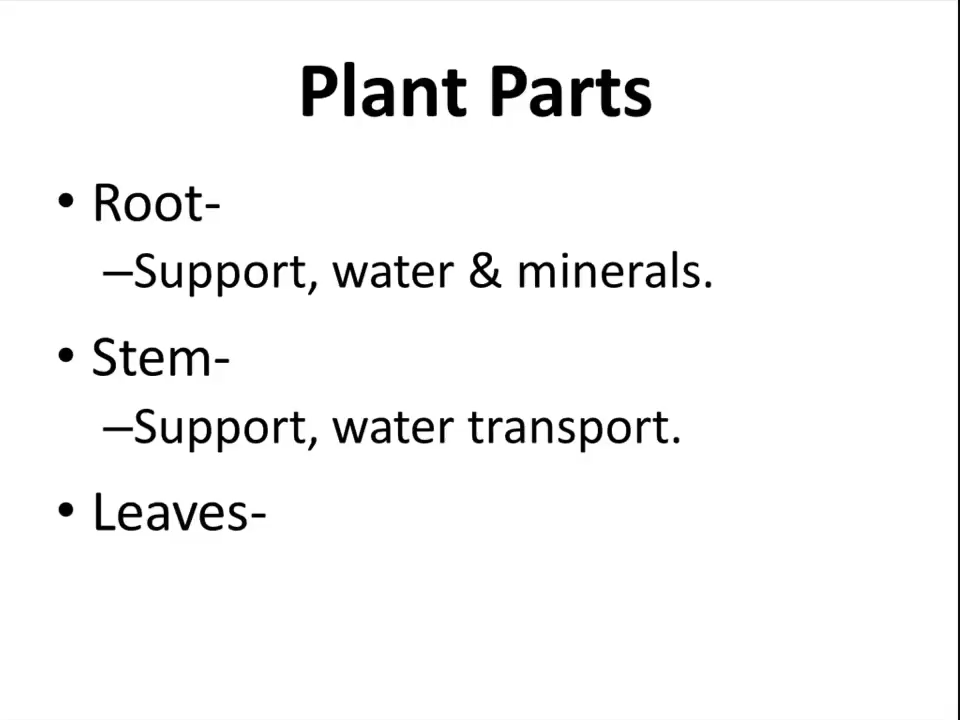 Plant Parts
• Root-
–Support, water & minerals.
• Stem-
–Support, water transport.
• Leaves-